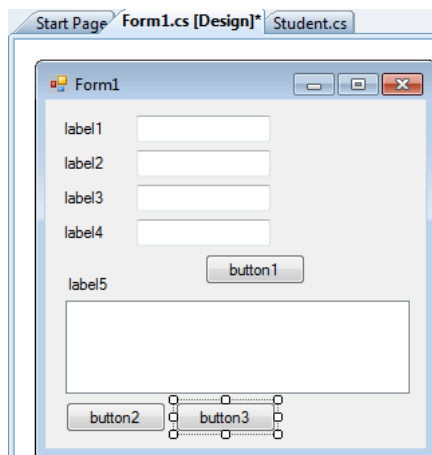 Start Page Form1.cs [Design]* Student.cs
Form1
label1
label2
label3
label4
button1
label5
button2 button3